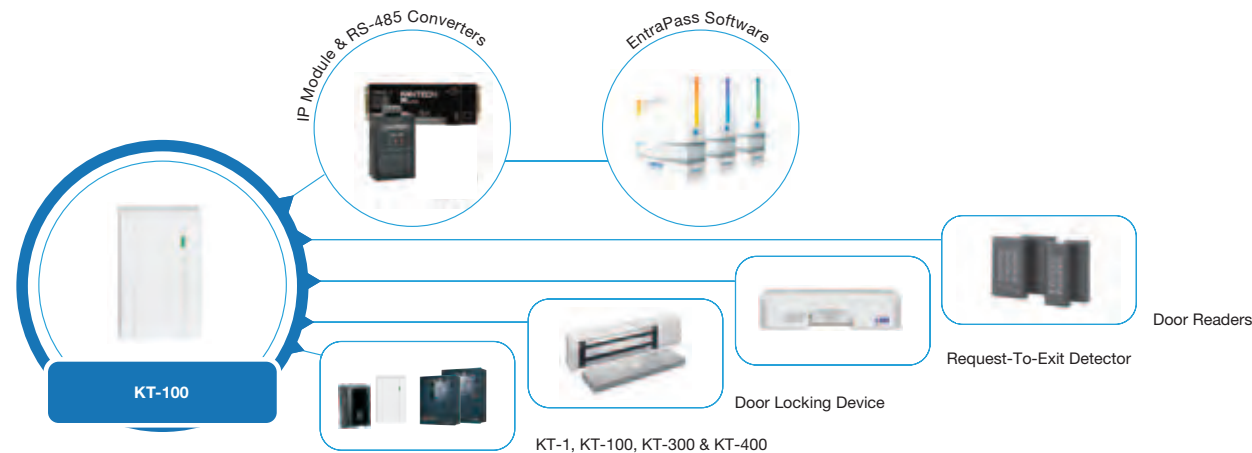 IP Module & RS-485 Converters
EntraPass Software
KANTECH
Door Readers
Request-To-Exit Detector
KT-100
Door Locking Device
KT-1, KT-100, KT-300 & KT-400